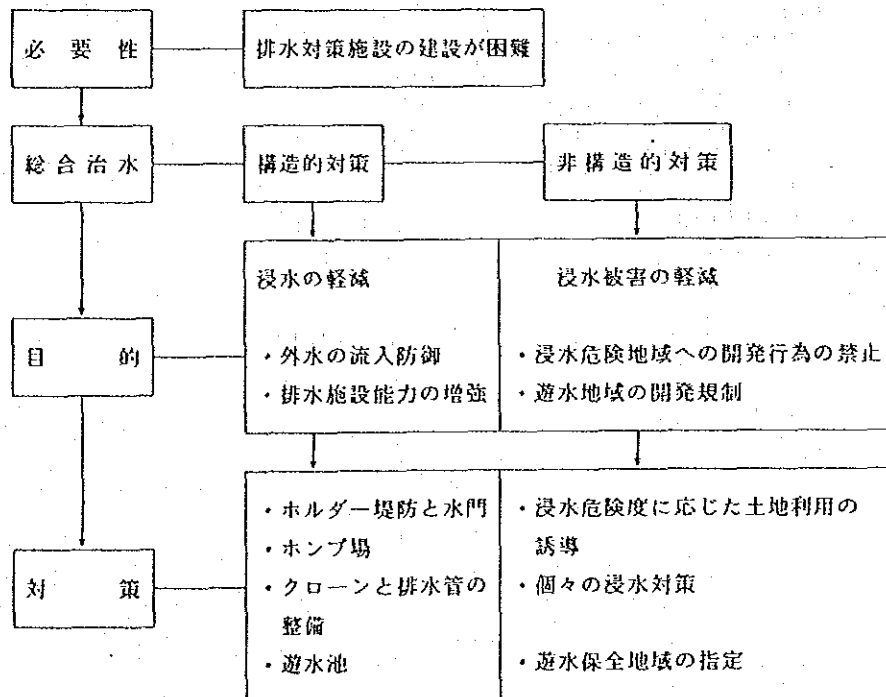 必要性
排水対策施設の建設が困難
総合治水
構造的対策
非構造的対策
目的
浸水の軽減
・外水の流入防御
・排水施設能力の増強
浸水被害の軽減
・浸水危険地域への開発行為の禁止
・遊水地域の開発規制
対策
・ホルダー堤防と水門
・ホンプ場
・クローンと排水管の
整備
・遊水池
・浸水危険度に応じた土地利用の
誘導
・個々の浸水対策
・遊水保全地域の指定